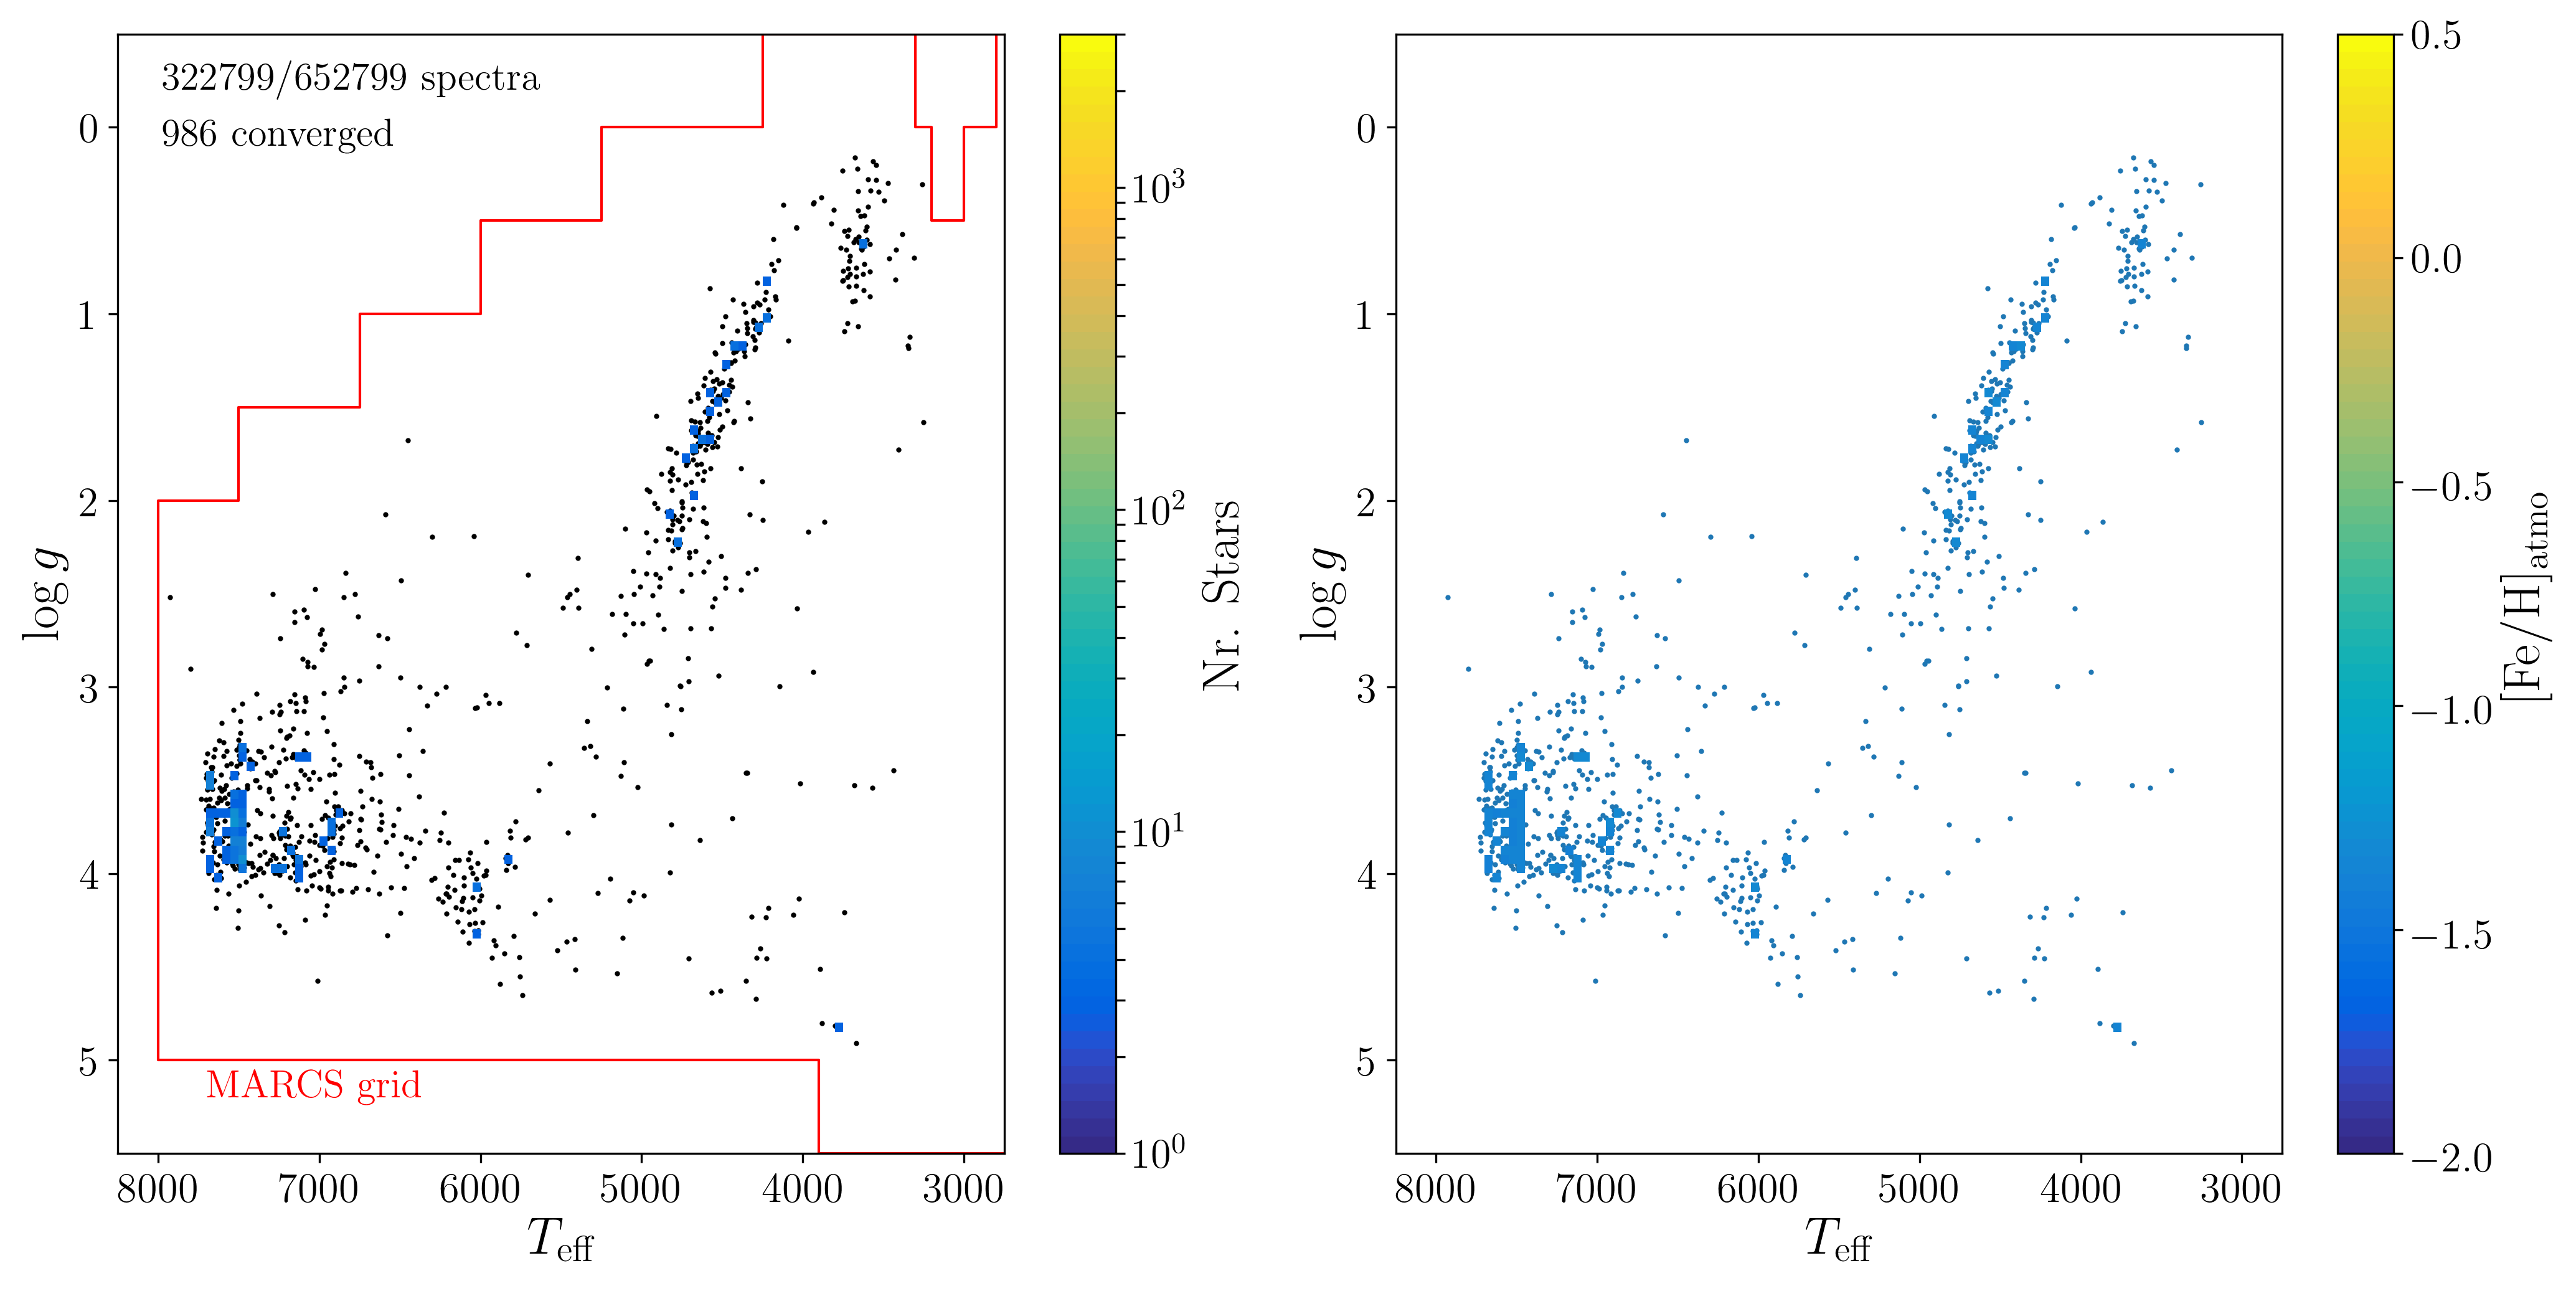 322799/652799 spectra
986 converged
MARCS grid
0
1
2
3
4
5
log g
8000 7000 6000 5000 4000 3000
T_eff
10^3
10^2
10^1
10^0
Nr. Stars
0
1
2
3
4
5
log g
8000 7000 6000 5000 4000 3000
T_eff
0.5
0.0
−0.5
−1.0
−1.5
−2.0
[Fe/H]_atmo